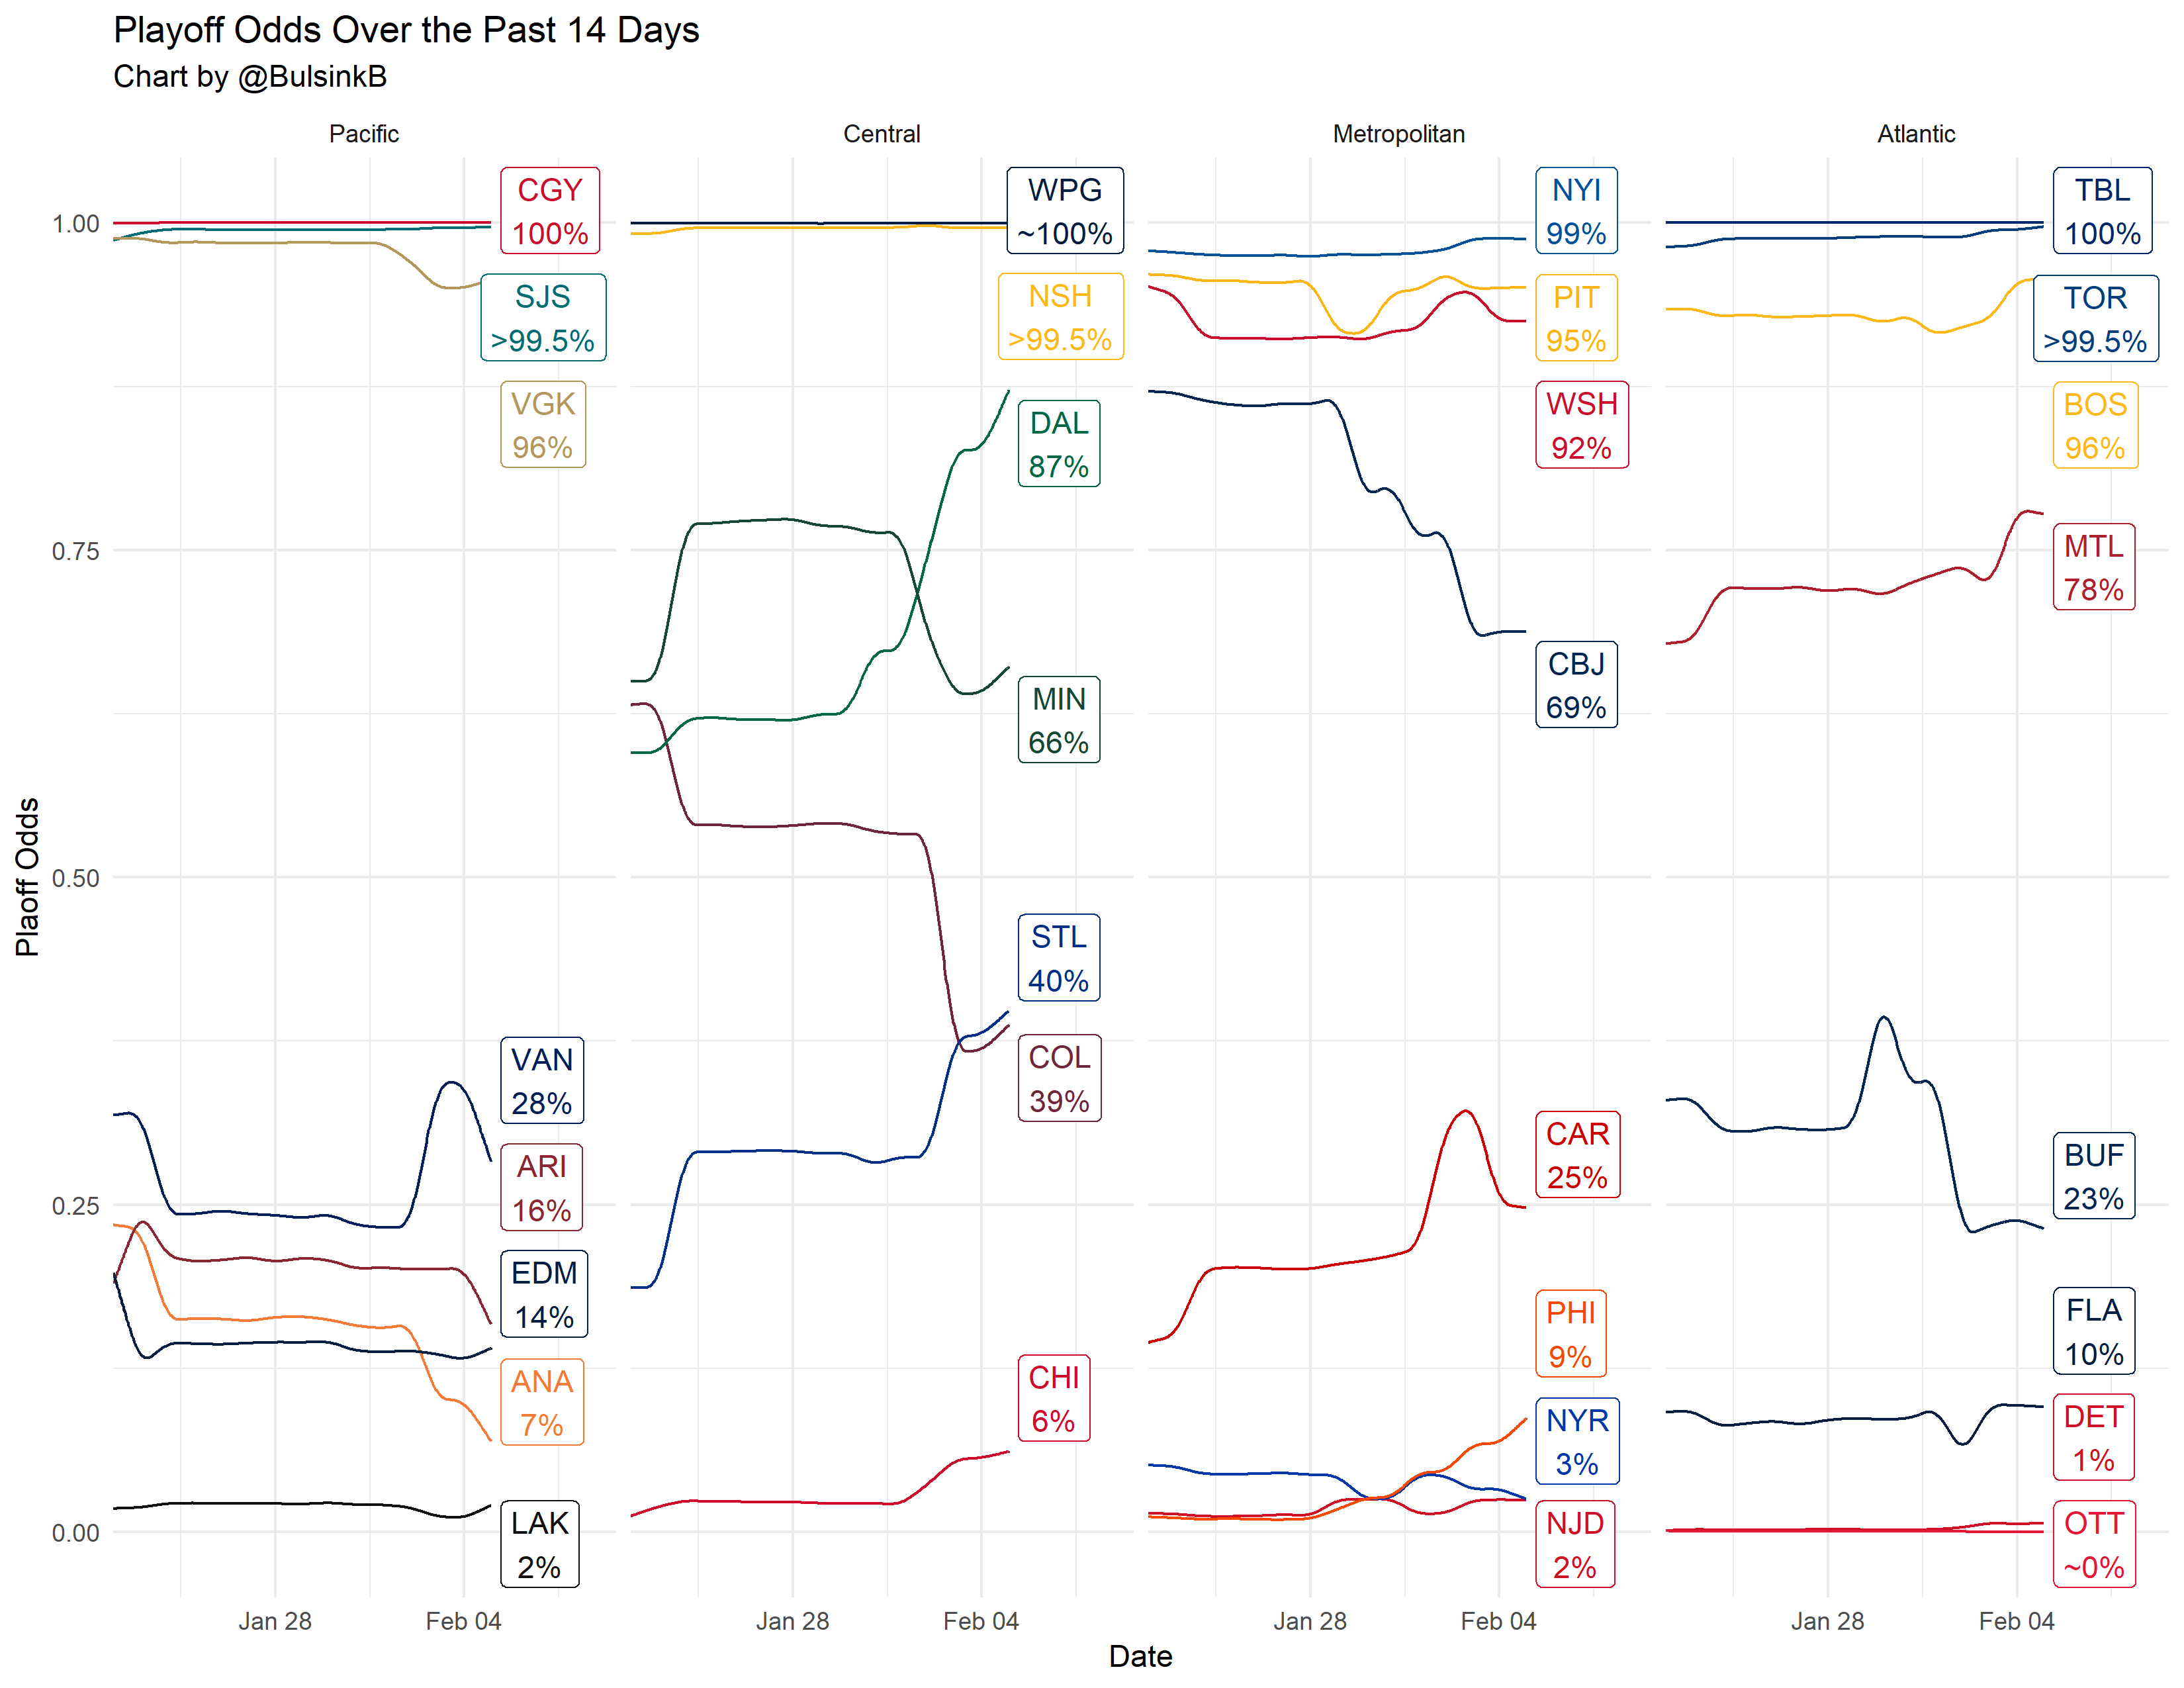 Playoff Odds Over the Past 14 Days
Chart by @BulsinkB
Pacific
Central
Metropolitan
Atlantic
Plaoff Odds
1.00
0.75
0.50
0.25
0.00
CGY
100%
SJS
>99.5%
VGK
96%
VAN
28%
ARI
16%
EDM
14%
ANA
7%
LAK
2%
WPG
~100%
NSH
>99.5%
DAL
87%
MIN
66%
STL
40%
COL
39%
CHI
6%
NYI
99%
PIT
95%
WSH
92%
CBJ
69%
CAR
25%
PHI
9%
NYR
3%
NJD
2%
TBL
100%
TOR
>99.5%
BOS
96%
MTL
78%
BUF
23%
FLA
10%
DET
1%
OTT
~0%
Jan 28
Feb 04
Jan 28
Feb 04
Jan 28
Feb 04
Jan 28
Feb 04
Date